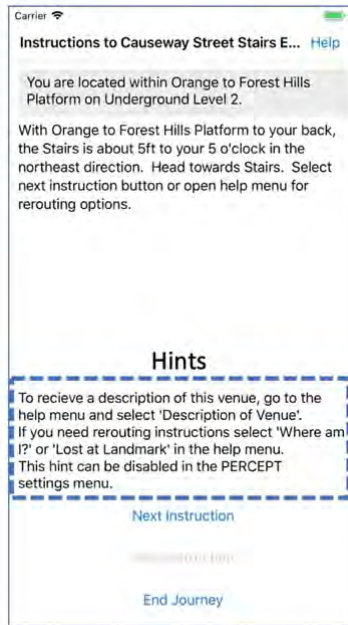 Carrier
Instructions to Causeway Street Stairs E... Help
You are located within Orange to Forest Hills
Platform on Underground Level 2.
With Orange to Forest Hills Platform to your back,
the Stairs is about 5ft to your 5 o'clock in the
northeast direction. Head towards Stairs. Select
next instruction button or open help menu for
rerouting options.
Hints
To recieve a description of this venue, go to the
help menu and select 'Description of Venue'.
If you need rerouting instructions select 'Where am
I?' or 'Lost at Landmark' in the help menu.
This hint can be disabled in the PERCEPT
settings menu.
Next Instruction
End Journey